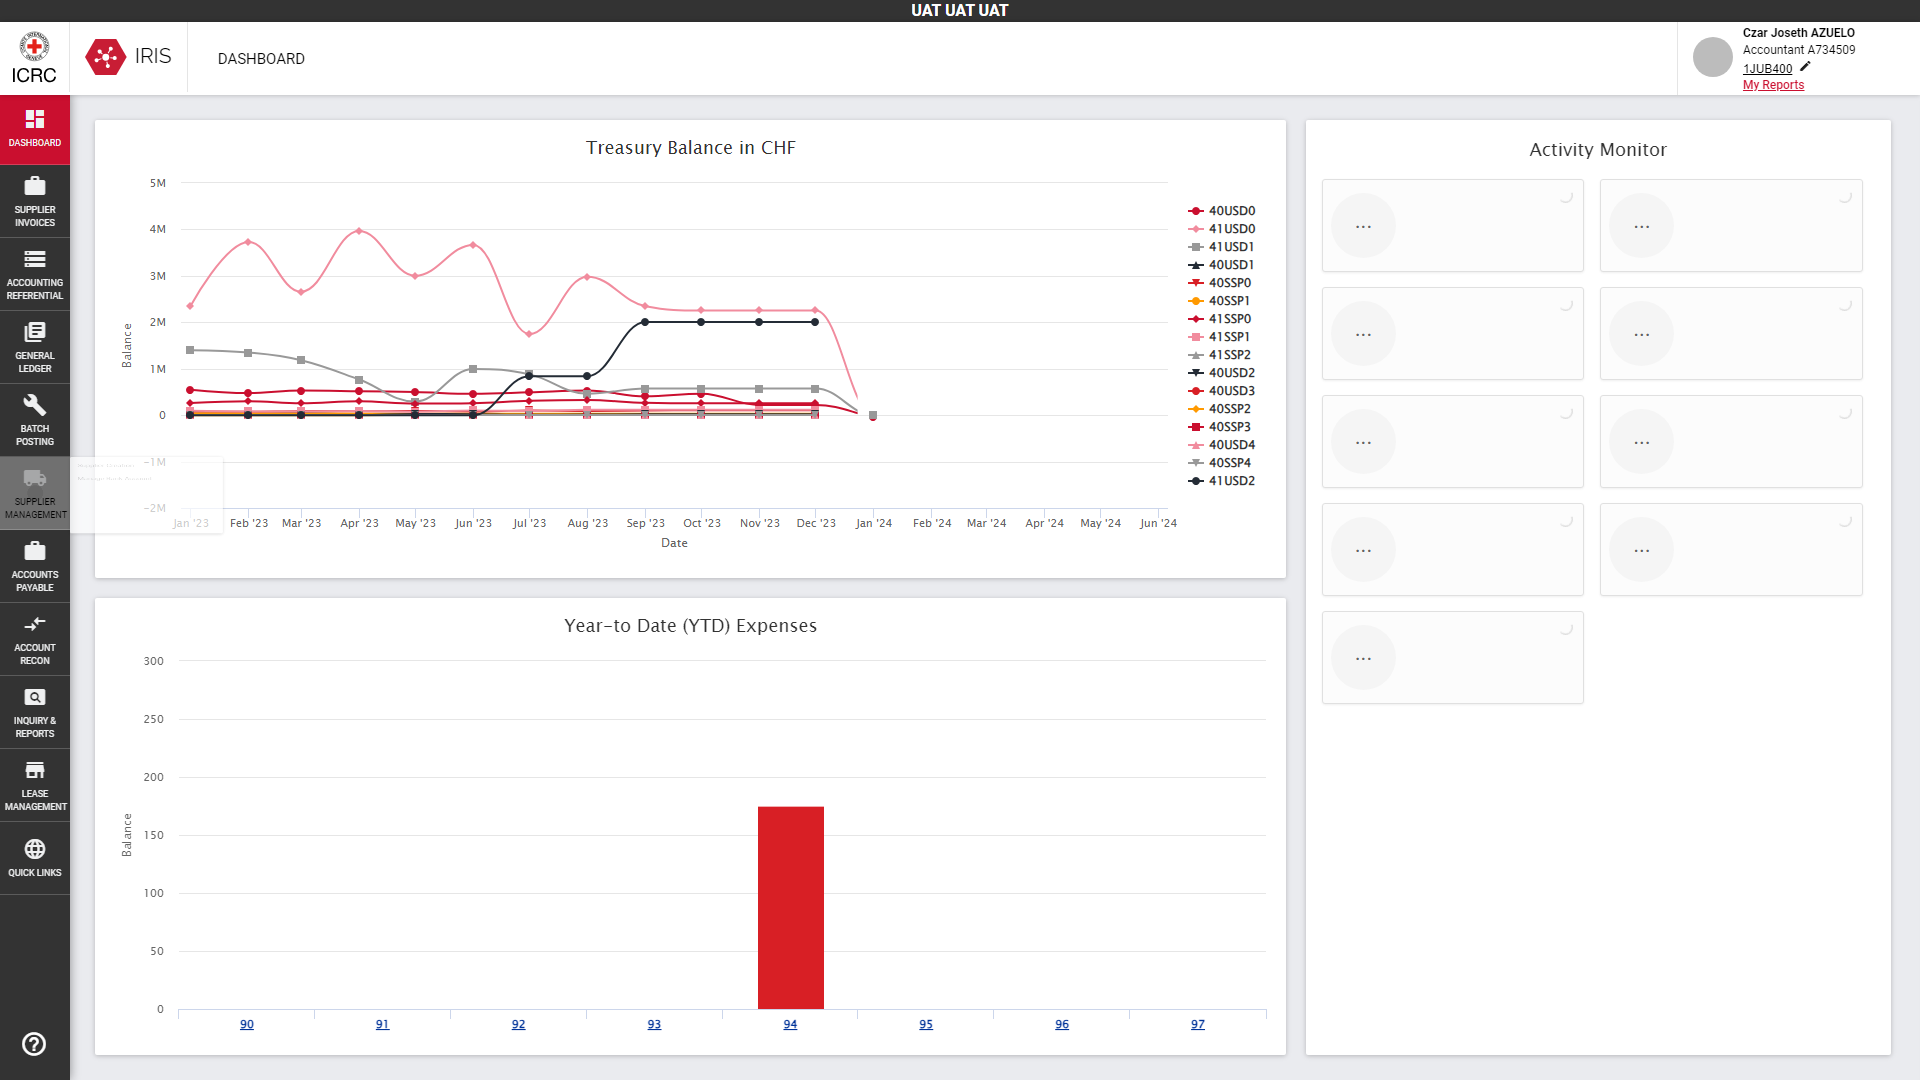 UAT UAT UAT
ICRC
IRIS
DASHBOARD
Czar Joseth AZUELO
Accountant A734509
1JUB400
My Reports
DASHBOARD
SUPPLIER
INVOICES
ACCOUNTING
REFERENTIAL
GENERAL
LEDGER
BATCH
POSTING
SUPPLIER
MANAGEMENT
ACCOUNTS
PAYABLE
ACCOUNT
RECON
INQUIRY &
REPORTS
LEASE
MANAGEMENT
QUICK LINKS
Treasury Balance in CHF
Balance
5M
4M
3M
2M
1M
0
-1M
-2M
Jan '23 Feb '23 Mar '23 Apr '23 May '23 Jun '23 Jul '23 Aug '23 Sep '23 Oct '23 Nov '23 Dec '23 Jan '24 Feb '24 Mar '24 Apr '24 May '24 Jun '24
Date
40USD0
41USD0
41USD1
40USD1
40SSP0
40SSP1
41SSP0
41SSP1
41SSP2
40USD2
40USD3
40SSP2
40SSP3
40USD4
40SSP4
41USD2
Year-to Date (YTD) Expenses
Balance
300
250
200
150
100
50
0
90 91 92 93 94 95 96 97
Activity Monitor
... ...
... ...
... ...
... ...
...